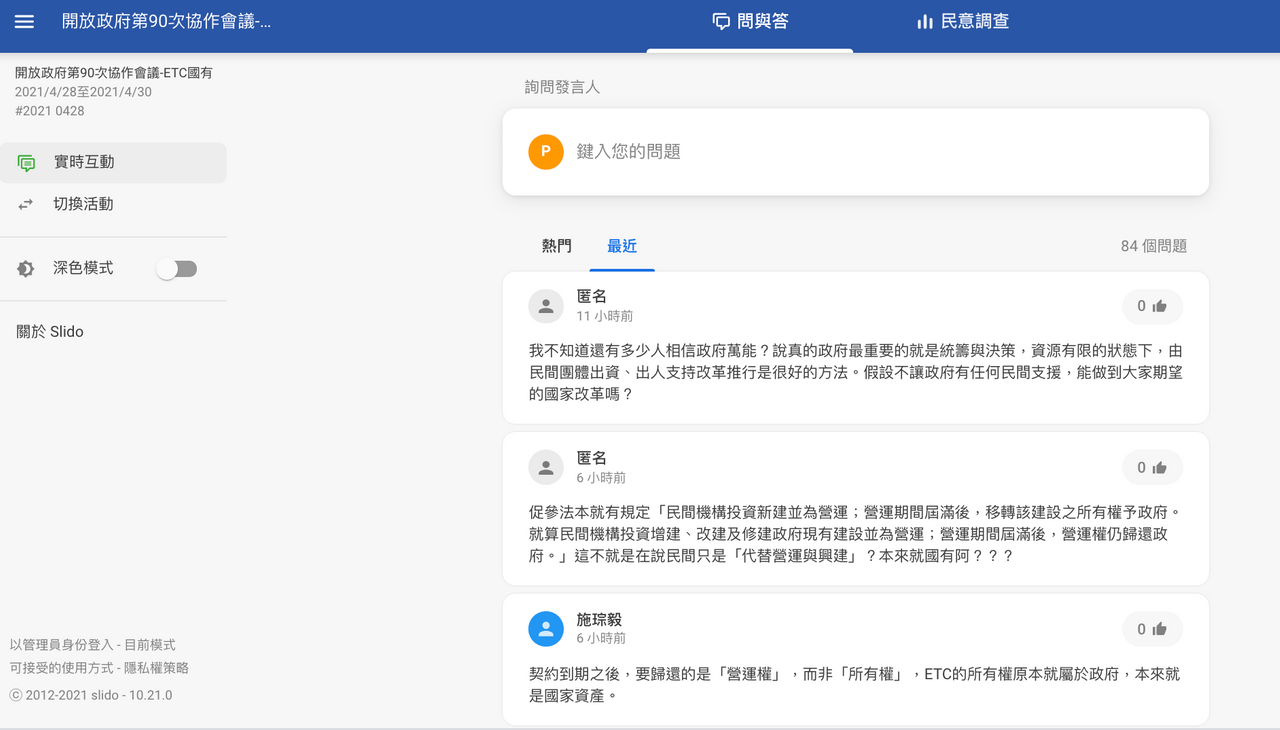 開放政府第90次協作會議-...
問與答
民意調查
開放政府第90次協作會議-ETC國有
2021/4/28至2021/4/30
#2021 0428
實時互動
切換活動
深色模式
關於 Slido
以管理員身份登入 - 目前模式
可接受的使用方式 - 隱私權策略
ⓒ 2012-2021 slido - 10.21.0
詢問發言人
P
鍵入您的問題
熱門
最近
84 個問題
匿名
11 小時前
0
我不知道還有多少人相信政府萬能？說真的政府最重要的就是統籌與決策，資源有限的狀態下，由
民間團體出資、出人支持改革推行是很好的方法。假設不讓政府有任何民間支援，能做到大家期望
的國家改革嗎？
匿名
6 小時前
0
促參法本就有規定「民間機構投資新建並為營運；營運期間屆滿後，移轉該建設之所有權予政府。
就算民間機構投資增建、改建及修建政府現有建設並為營運；營運期間屆滿後，營運權仍歸還政
府。」這不就是在說民間只是「代替營運與興建」？本來就國有阿？？？
施琮毅
6 小時前
0
契約到期之後，要歸還的是「營運權」，而非「所有權」，ETC的所有權原本就屬於政府，本來就
是國家資產。